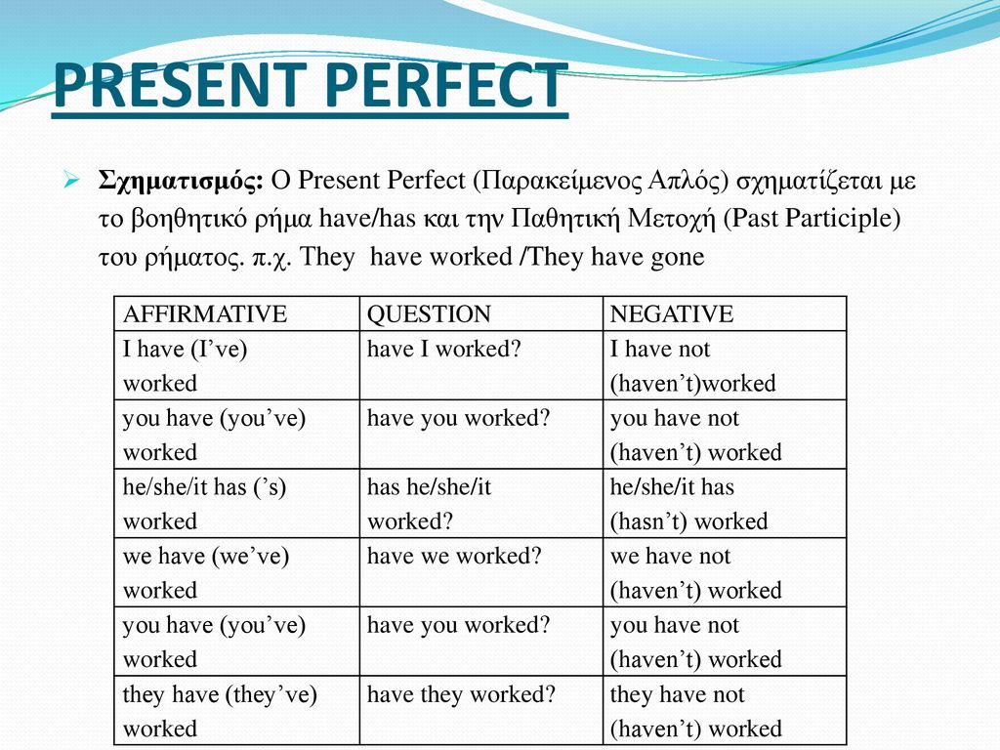 PRESENT PERFECT
Σχηματισμός: Ο Present Perfect (Παρακείμενος Απλός) σχηματίζεται με
το βοηθητικό ρήμα have/has και την Παθητική Μετοχή (Past Participle)
του ρήματος. π.χ. They have worked /They have gone
AFFIRMATIVE QUESTION NEGATIVE
I have (I’ve) have I worked? I have not
worked (haven’t)worked
you have (you’ve) have you worked? you have not
worked (haven’t) worked
he/she/it has (’s) has he/she/it he/she/it has
worked worked? (hasn’t) worked
we have (we’ve) have we worked? we have not
worked (haven’t) worked
you have (you’ve) have you worked? you have not
worked (haven’t) worked
they have (they’ve) have they worked? they have not
worked (haven’t) worked